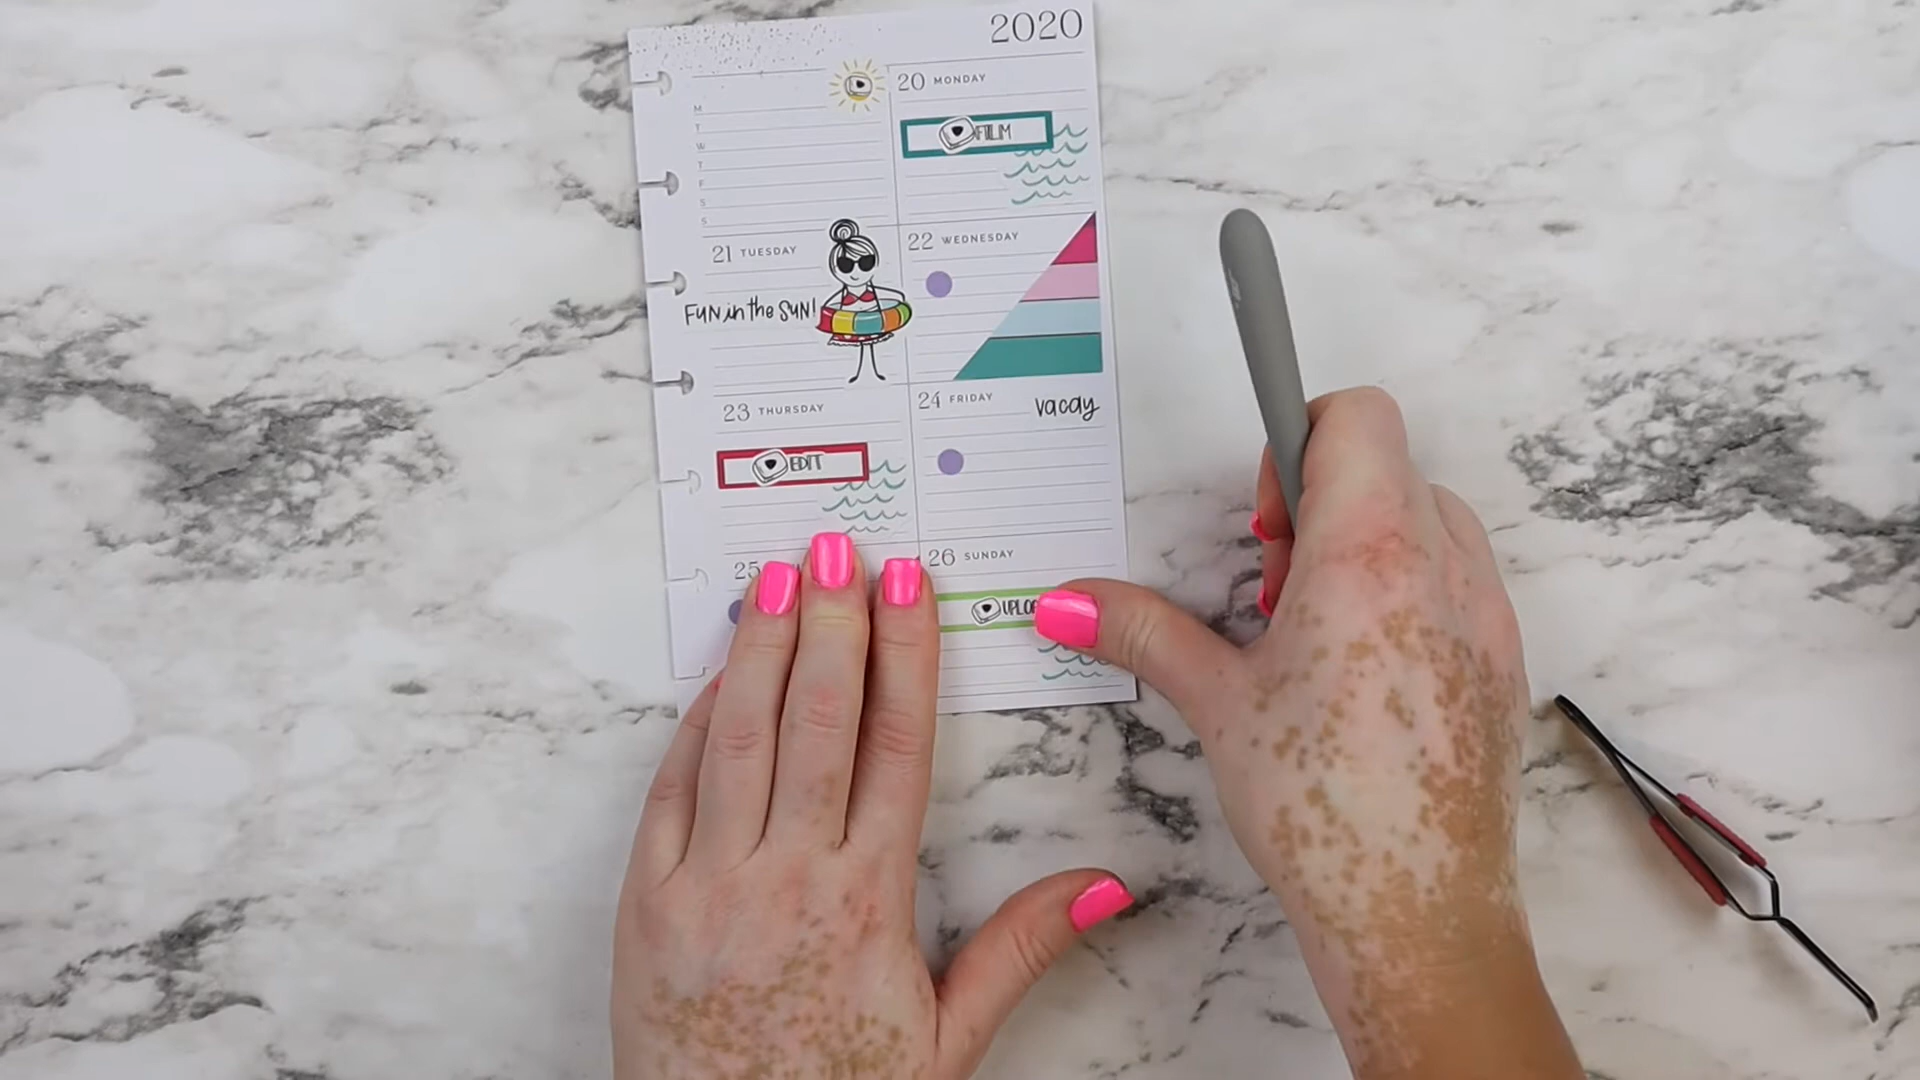 2020
M
T
W
T
F
S
S
20 MONDAY
FILM
21 TUESDAY
FUN in the SUN!
22 WEDNESDAY
23 THURSDAY
EDIT
24 FRIDAY
vacay
25
26 SUNDAY